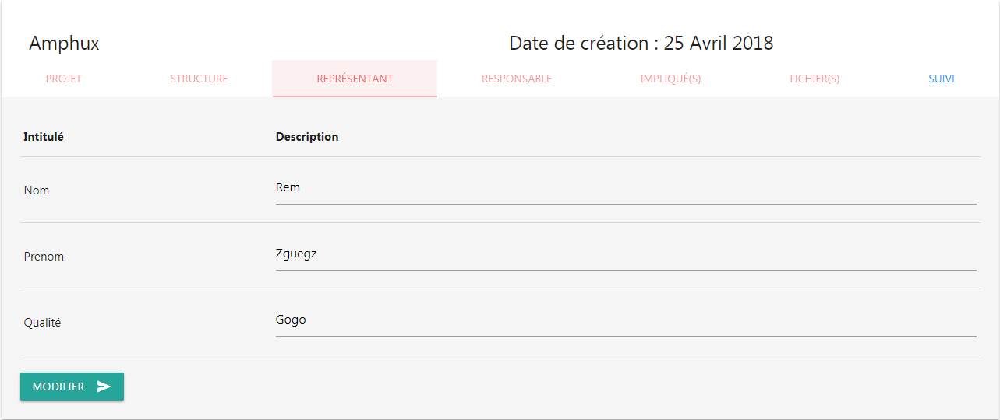 Amphux Date de création : 25 Avril 2018
PROJET STRUCTURE REPRÉSENTANT RESPONSABLE IMPLIQUÉ(S) FICHIER(S) SUIVI
Intitulé Description
Nom Rem
Prenom Zguegz
Qualité Gogo
MODIFIER